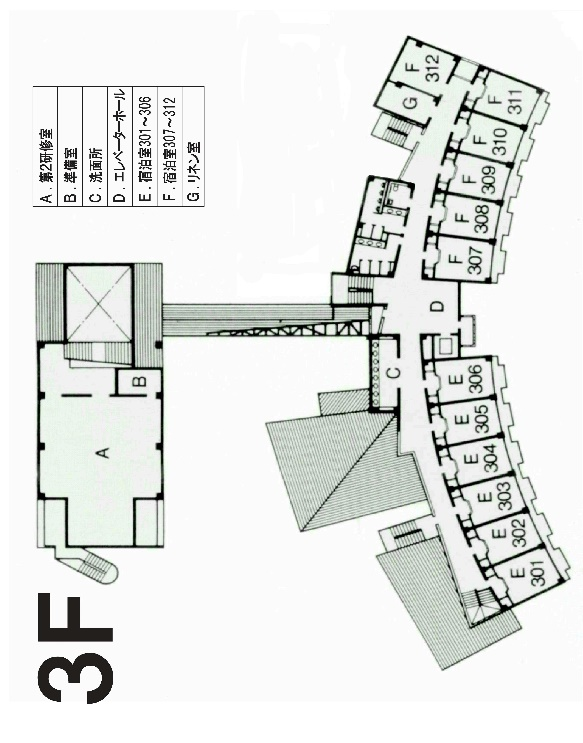 3F
A. 第2研修室
B. 準備室
C. 洗面所
D. エレベーターホール
E. 宿泊室301～306
F. 宿泊室307～312
G. リネン室
A
B
C
D
E 301
E 302
E 303
E 304
E 305
E 306
F 307
F 308
F 309
F 310
F 311
F 312
G